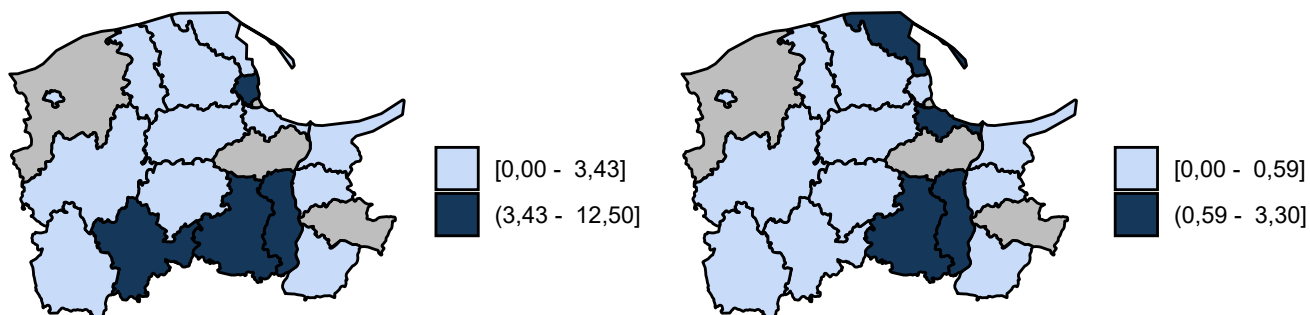 [0,00 - 3,43]
(3,43 - 12,50]
[0,00 - 0,59]
(0,59 - 3,30]